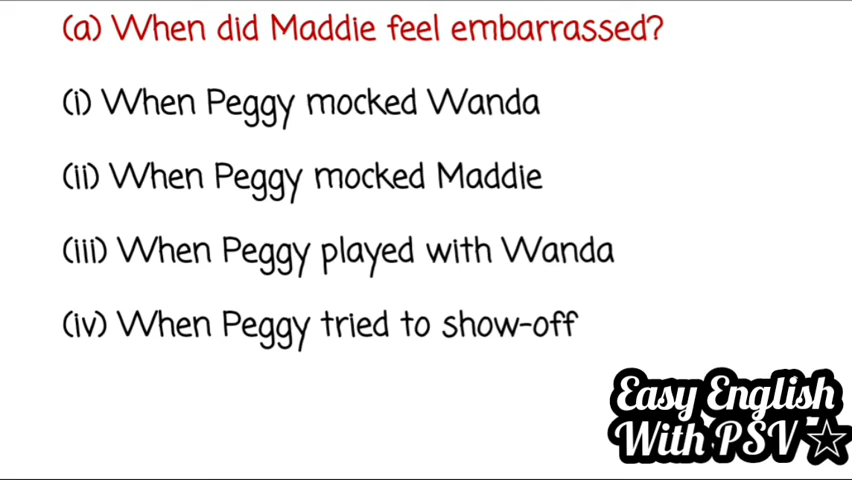 (a) When did Maddie feel embarrassed?
(i) When Peggy mocked Wanda
(ii) When Peggy mocked Maddie
(iii) When Peggy played with Wanda
(iv) When Peggy tried to show-off
Easy English
With PSV☆